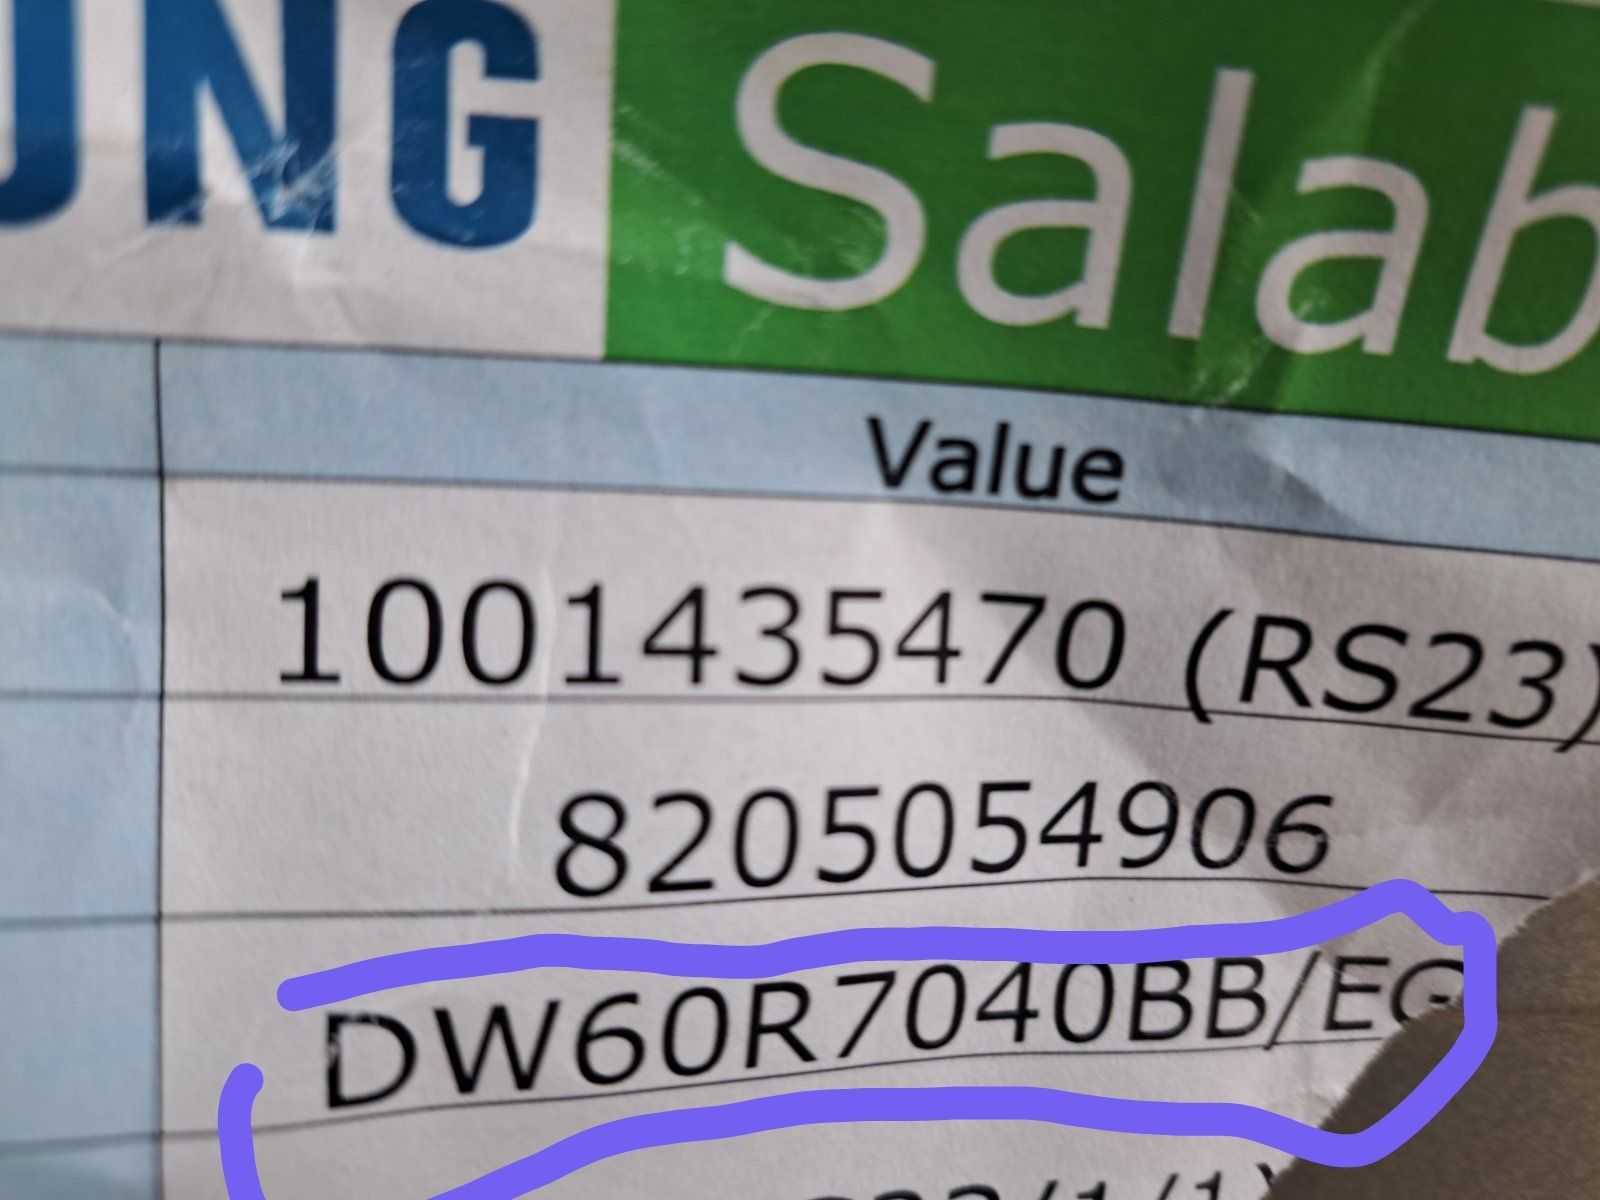 UNG Salab
Value
1001435470 (RS23)
8205054906
DW60R7040BB/EG